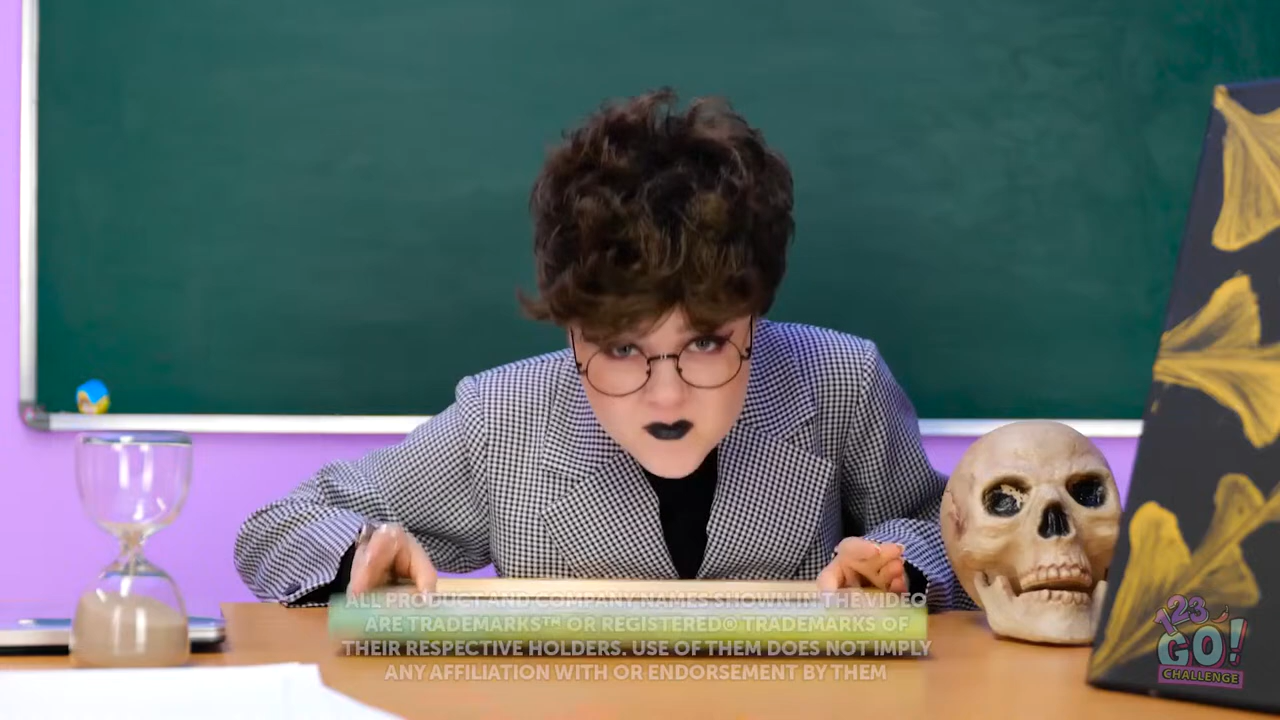 ALL PRODUCT AND COMPANY NAMES SHOWN IN THE VIDEO
ARE TRADEMARKS™ OR REGISTERED® TRADEMARKS OF
THEIR RESPECTIVE HOLDERS. USE OF THEM DOES NOT IMPLY
ANY AFFILIATION WITH OR ENDORSEMENT BY THEM
123
GO!
CHALLENGE